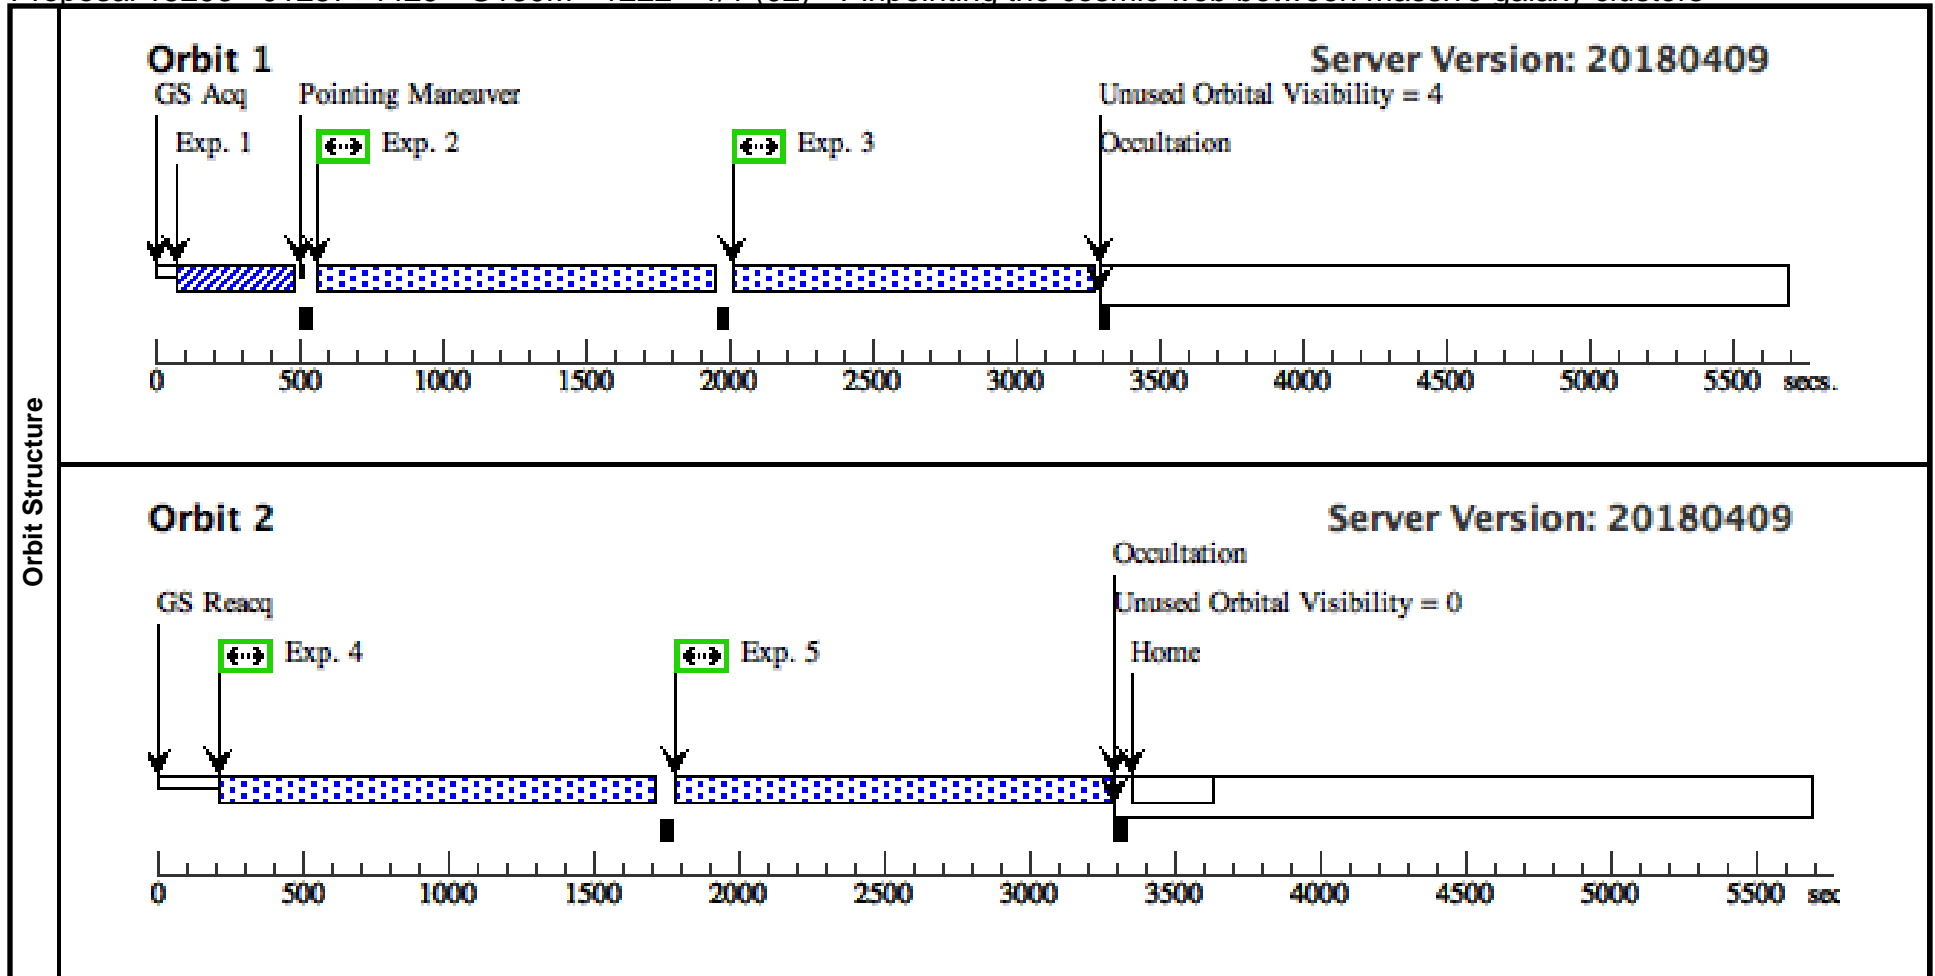 Orbit 1
Server Version: 20180409
GS Acq
Pointing Maneuver
Unused Orbital Visibility = 4
Exp. 1
Exp. 2
Exp. 3
Occultation
0 500 1000 1500 2000 2500 3000 3500 4000 4500 5000 5500 secs.
Orbit Structure
Orbit 2
Server Version: 20180409
Occultation
GS Reacq
Unused Orbital Visibility = 0
Exp. 4
Exp. 5
Home
0 500 1000 1500 2000 2500 3000 3500 4000 4500 5000 5500 sec